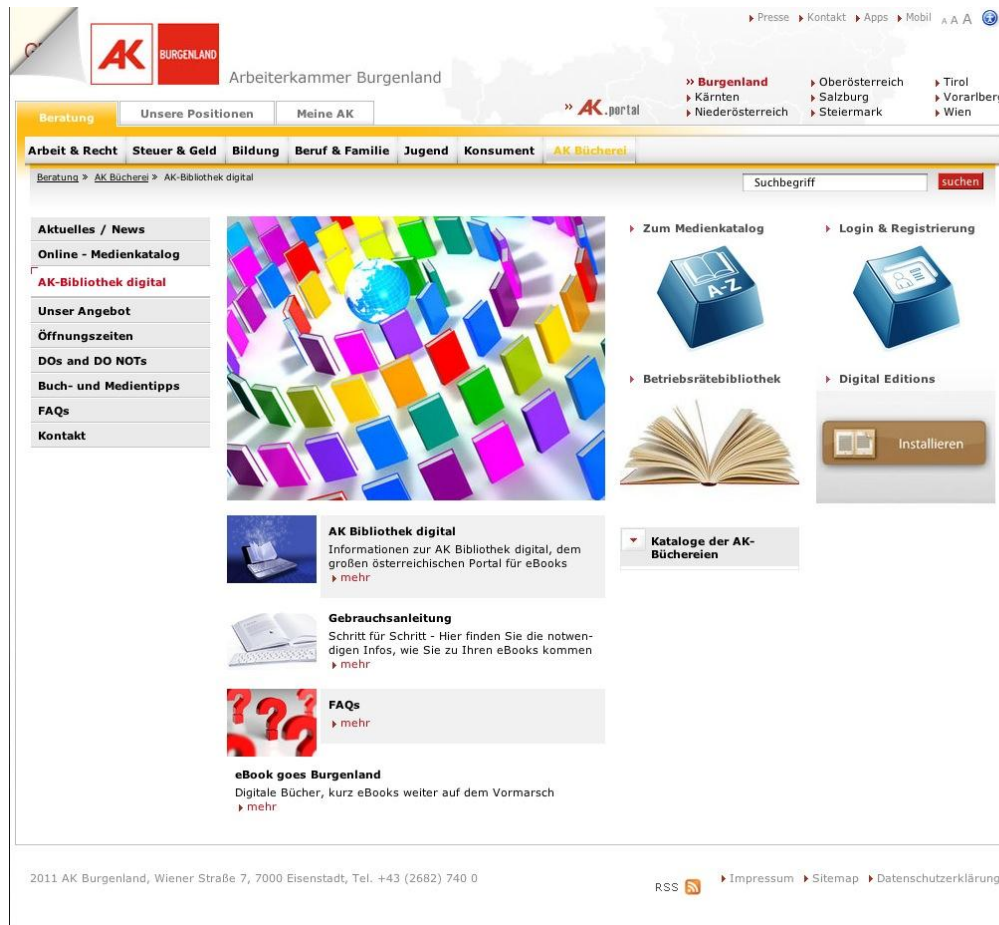 Presse Kontakt Apps Mobil A A A
AK BURGENLAND
Arbeiterkammer Burgenland
» AK.portal
» Burgenland Oberösterreich Tirol
Kärnten Salzburg Vorarlberg
Niederösterreich Steiermark Wien
Beratung Unsere Positionen Meine AK
Arbeit & Recht Steuer & Geld Bildung Beruf & Familie Jugend Konsument AK Bücherei
Beratung » AK Bücherei » AK-Bibliothek digital
Suchbegriff suchen
Aktuelles / News
Online - Medienkatalog
AK-Bibliothek digital
Unser Angebot
Öffnungszeiten
DOs and DO NOTs
Buch- und Medientipps
FAQs
Kontakt
Zum Medienkatalog
A-Z
Login & Registrierung
Betriebsrätebibliothek
Digital Editions
Installieren
AK Bibliothek digital
Informationen zur AK Bibliothek digital, dem
großen österreichischen Portal für eBooks
mehr
Kataloge der AK-
Büchereien
Gebrauchsanleitung
Schritt für Schritt - Hier finden Sie die notwen-
digen Infos, wie Sie zu Ihren eBooks kommen
mehr
FAQs
mehr
eBook goes Burgenland
Digitale Bücher, kurz eBooks weiter auf dem Vormarsch
mehr
2011 AK Burgenland, Wiener Straße 7, 7000 Eisenstadt, Tel. +43 (2682) 740 0
RSS Impressum Sitemap Datenschutzerklärung